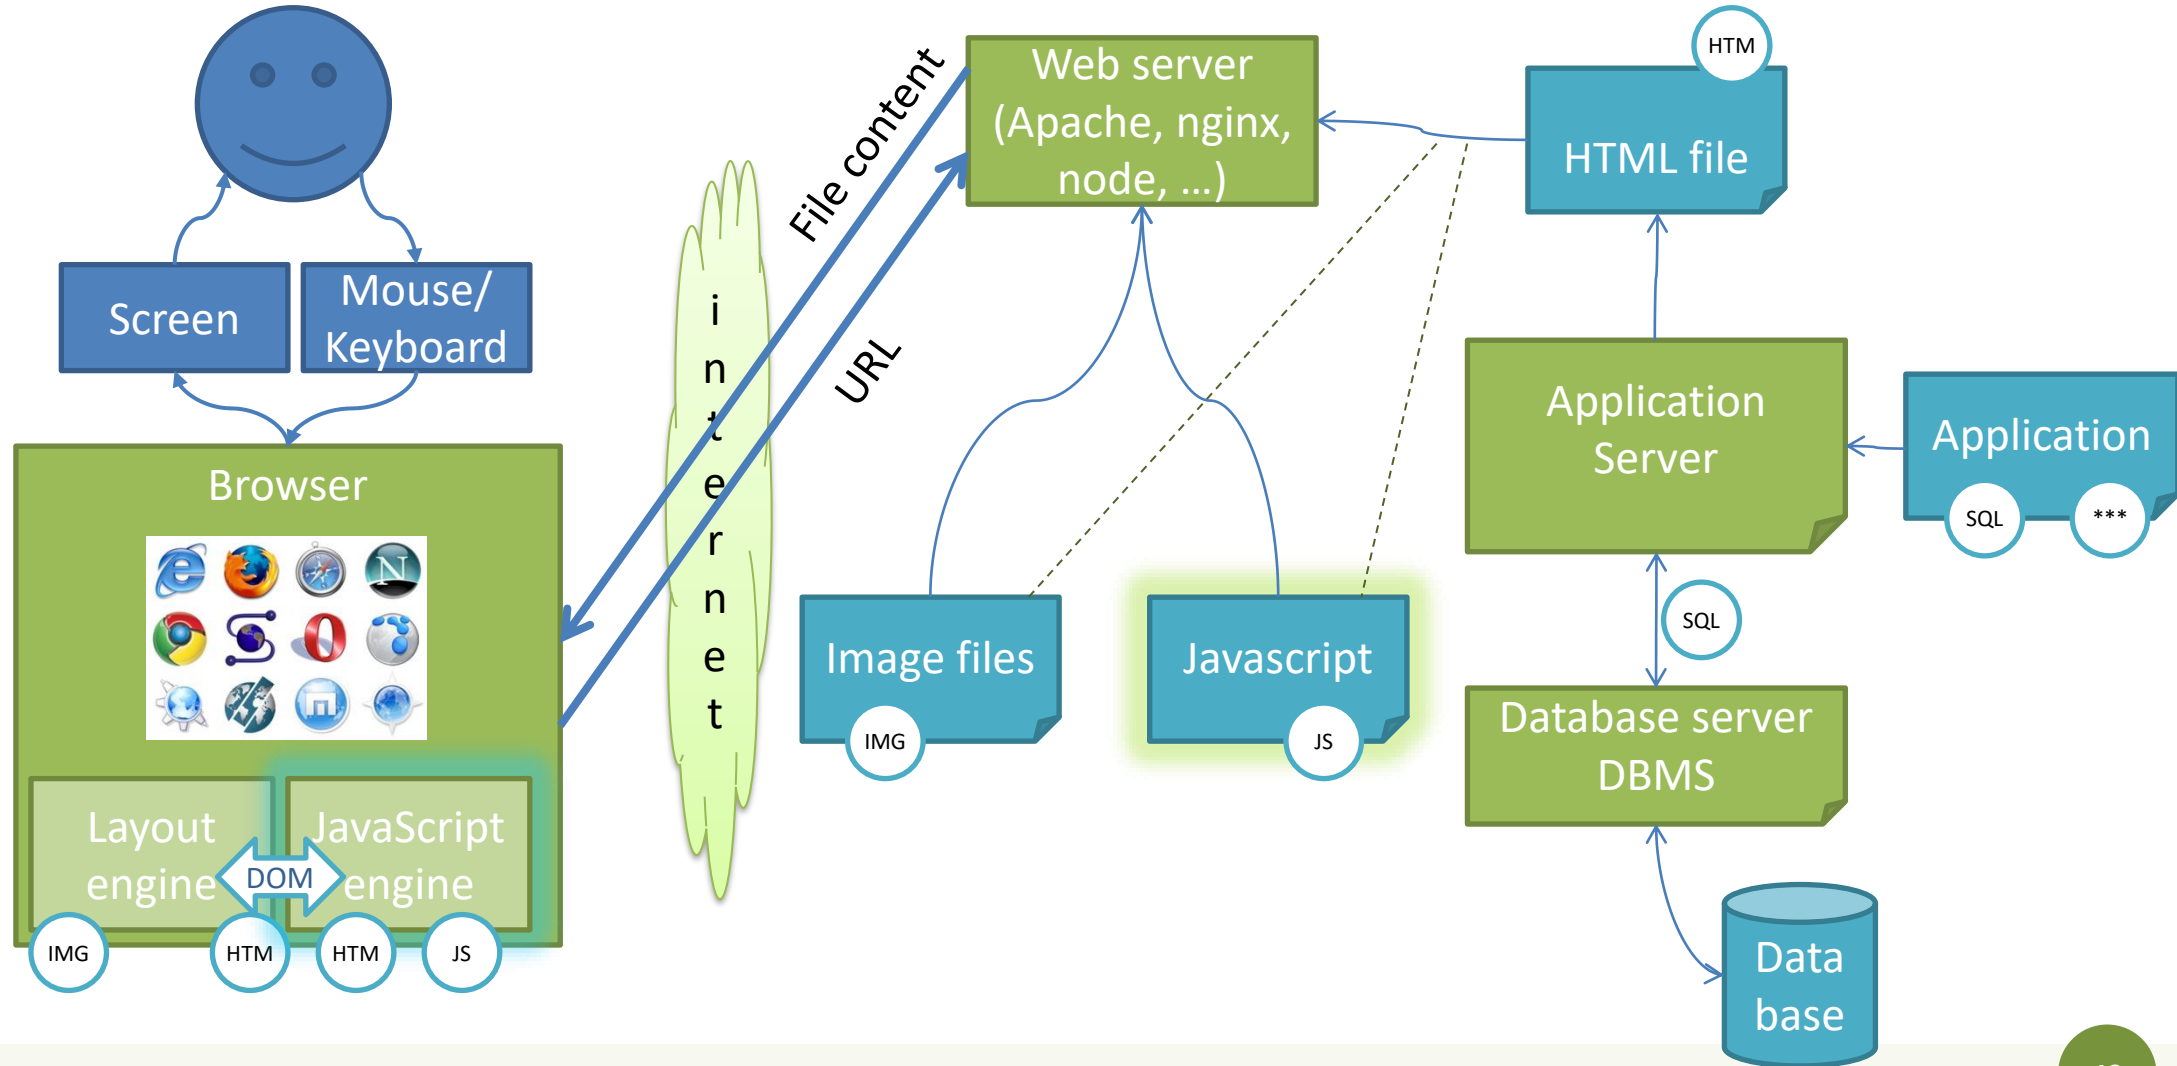 HTM
Web server
(Apache, nginx,
node, ...)
HTML file
File content
URL
internet
Screen
Mouse/
Keyboard
Browser
N
Application
Server
Application
SQL
***
SQL
Image files
IMG
Javascript
JS
Database server
DBMS
Layout
engine
DOM
JavaScript
engine
IMG
HTM
HTM
JS
Data
base